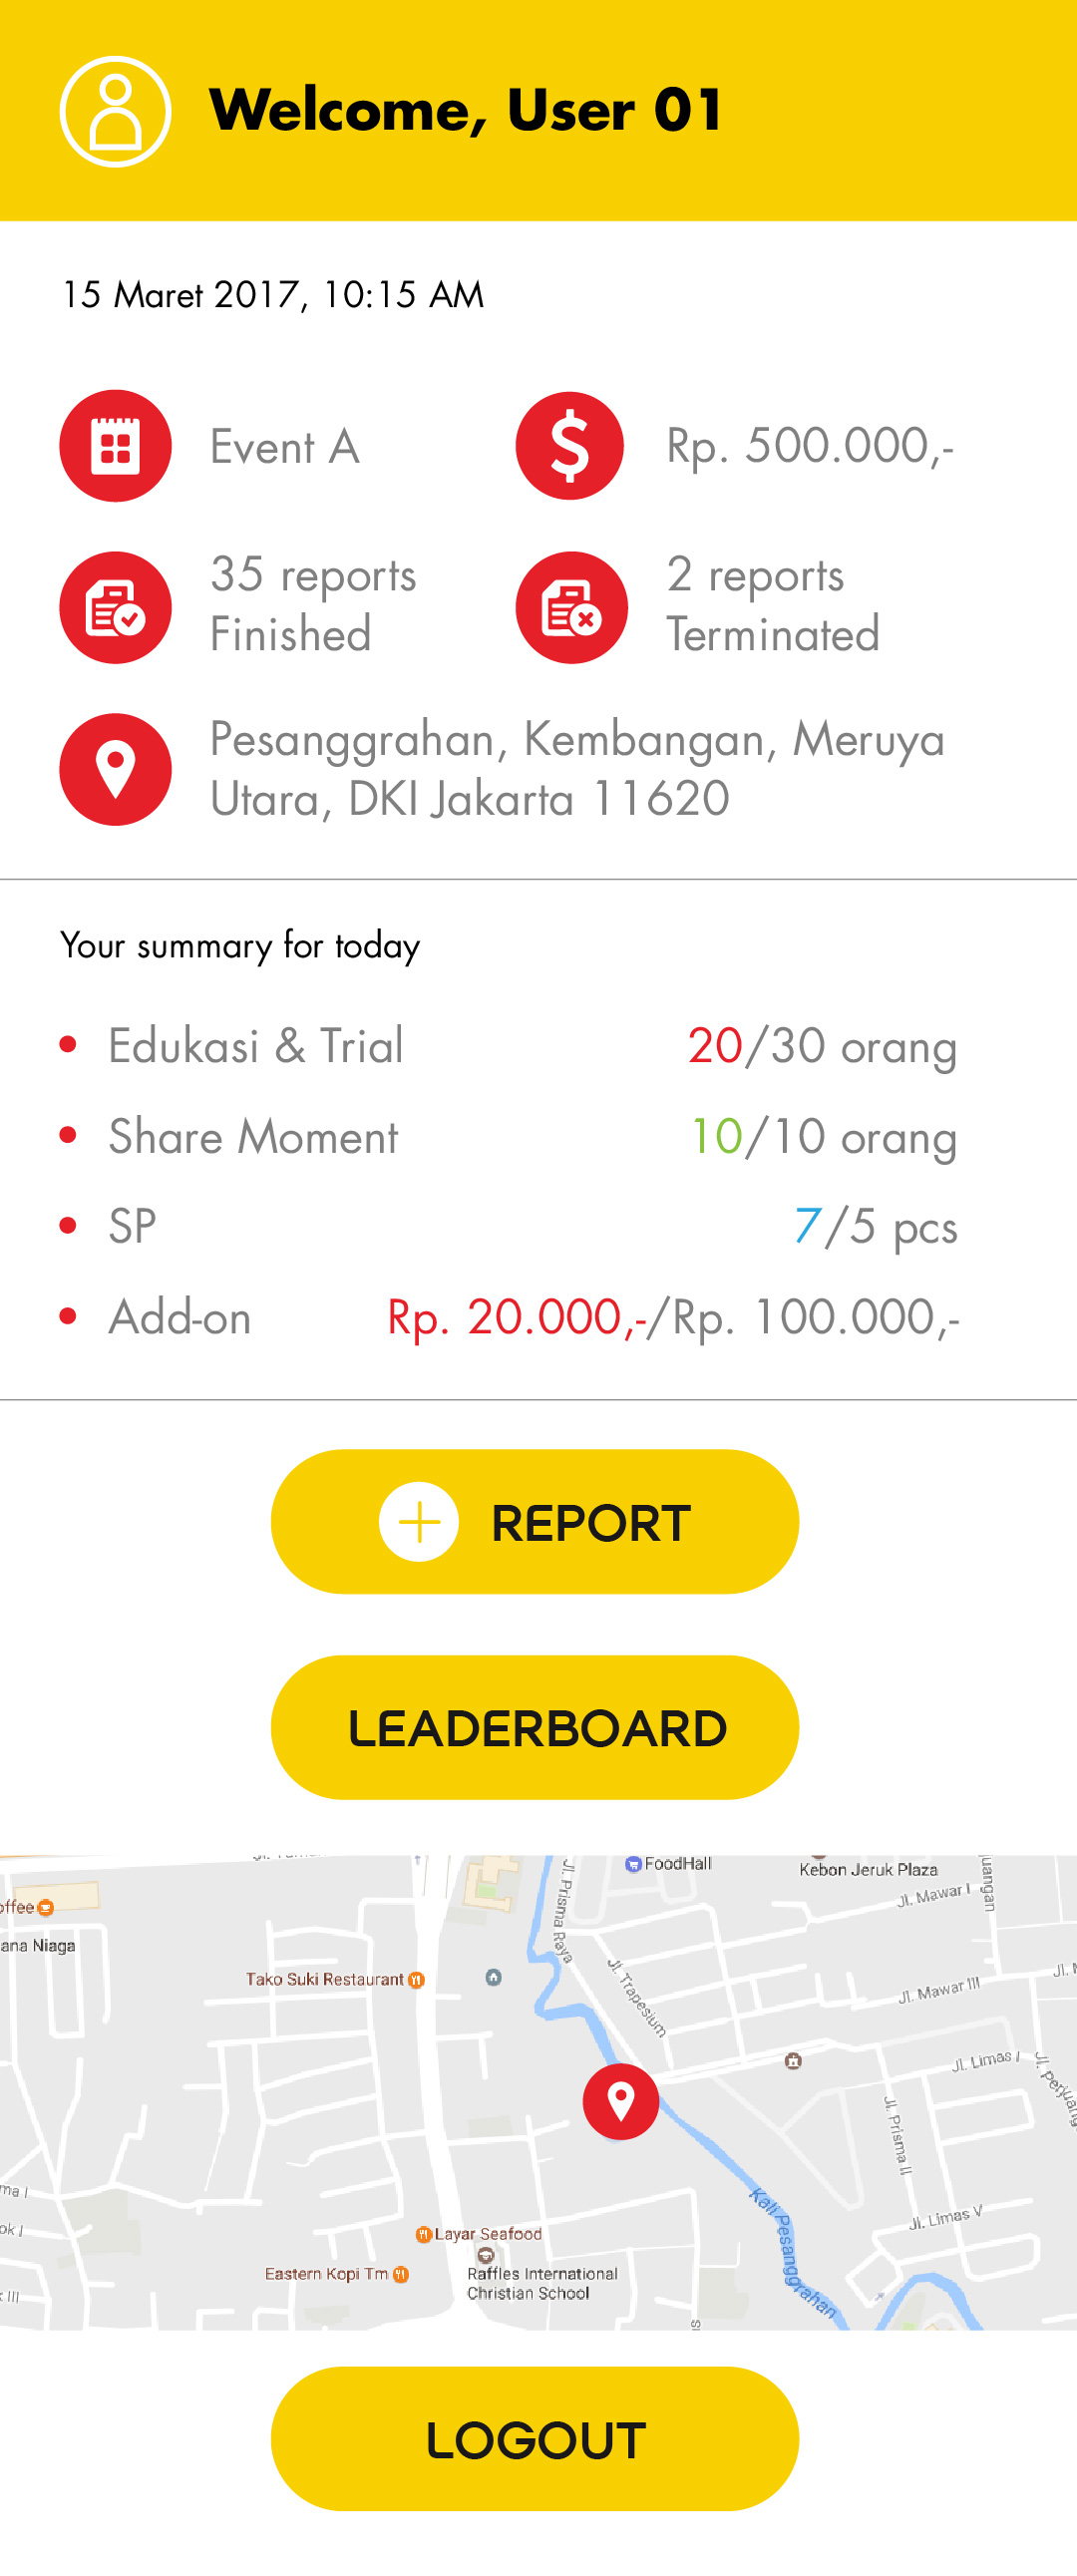 Welcome, User 01
15 Maret 2017, 10:15 AM
Event A
Rp. 500.000,-
35 reports
Finished
2 reports
Terminated
Pesanggrahan, Kembangan, Meruya
Utara, DKI Jakarta 11620
Your summary for today
Edukasi & Trial
20/30 orang
Share Moment
10/10 orang
SP
7/5 pcs
Add-on
Rp. 20.000,-/Rp. 100.000,-
REPORT
LEADERBOARD
FoodHall
Kebon Jeruk Plaza
Jl. Prisma Raya
Jl. Mawar I
uangan
offee
ana Niaga
Tako Suki Restaurant
Jl. Trapesium
Jl. Mawar III
Jl. Limas I
Jl. Prisma II
Jl. Limas V
Kali Pesanggrahan
ma I
ok I
III
Layar Seafood
Eastern Kopi Tm
Raffles International
Christian School
LOGOUT